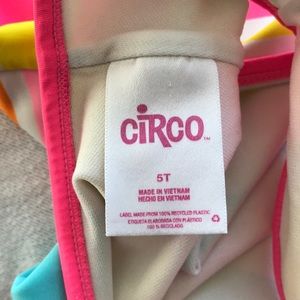 CIRCO™
5T
MADE IN VIETNAM
HECHO EN VIETNAM
LABEL MADE FROM 100% RECYCLED PLASTIC
ETIQUETA ELABORADA CON PLÁSTICO
100 % RECICLADO